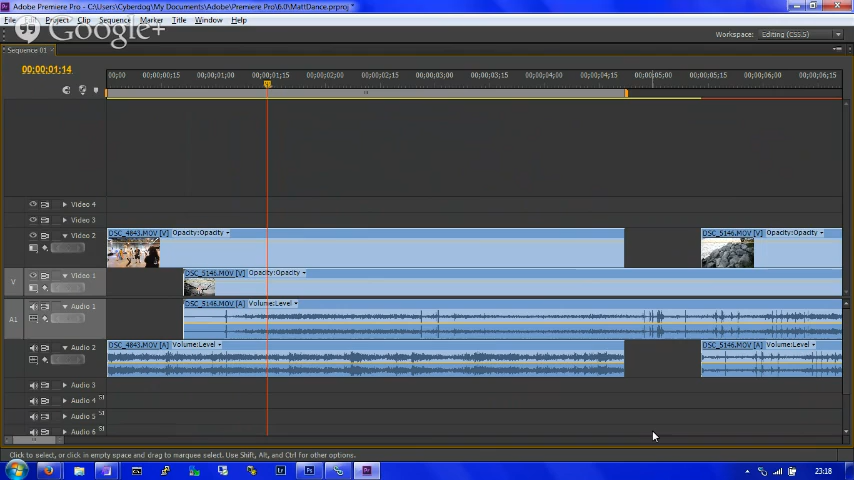 Adobe Premiere Pro - C:\Users\Cyberdog\My Documents\Adobe\Premiere Pro\6.0\MattDance.prproj *
File Edit Project Clip Sequence Marker Title Window Help
Google+
Workspace: Editing (CS5.5)
Sequence 01
00;00;01;14
00;00 00;00;00;15 00;00;01;00 00;00;01;15 00;00;02;00 00;00;02;15 00;00;03;00 00;00;03;15 00;00;04;00 00;00;04;15 00;00;05;00 00;00;05;15 00;00;06;00 00;00;06;15
Video 4
Video 3
Video 2 DSC_4843.MOV [V] Opacity:Opacity DSC_5146.MOV [V] Opacity:Opacity
V Video 1 DSC_5146.MOV [V] Opacity:Opacity
A1 Audio 1 DSC_5146.MOV [A] Volume:Level
Audio 2 DSC_4843.MOV [A] Volume:Level DSC_5146.MOV [A] Volume:Level
Audio 3
Audio 4
Audio 5
Audio 6
Click to select, or click in empty space and drag to marquee select. Use Shift, Alt, and Ctrl for other options.
Lr Ps Pr 23:18